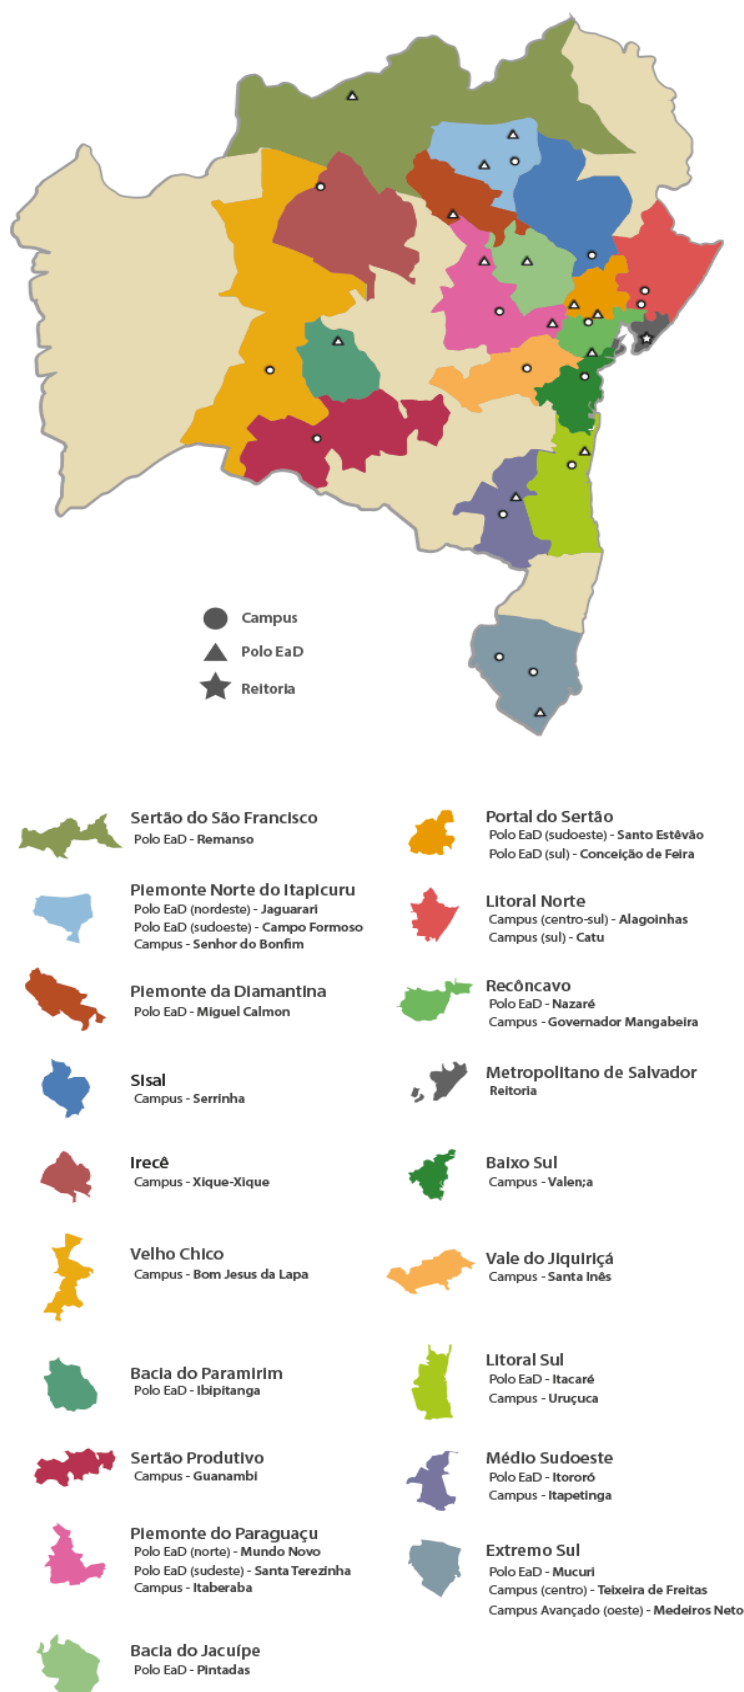 Campus
Polo EaD
Reitoria
Sertão do São Francisco
Polo EaD - Remanso
Piemonte Norte do Itapicuru
Polo EaD (nordeste) - Jaguarari
Polo EaD (sudoeste) - Campo Formoso
Campus - Senhor do Bonfim
Piemonte da Diamantina
Polo EaD - Miguel Calmon
Sisal
Campus - Serrinha
Irecê
Campus - Xique-Xique
Velho Chico
Campus - Bom Jesus da Lapa
Bacia do Paramirim
Polo EaD - Ibipitanga
Sertão Produtivo
Campus - Guanambi
Piemonte do Paraguaçu
Polo EaD (norte) - Mundo Novo
Polo EaD (sudeste) - Santa Terezinha
Campus - Itaberaba
Bacia do Jacuípe
Polo EaD - Pintadas
Portal do Sertão
Polo EaD (sudoeste) - Santo Estêvão
Polo EaD (sul) - Conceição de Feira
Litoral Norte
Campus (centro-sul) - Alagoinhas
Campus (sul) - Catu
Recôncavo
Polo EaD - Nazaré
Campus - Governador Mangabeira
Metropolitano de Salvador
Reitoria
Baixo Sul
Campus - Valen;a
Vale do Jiquiriçá
Campus - Santa Inês
Litoral Sul
Polo EaD - Itacaré
Campus - Uruçuca
Médio Sudoeste
Polo EaD - Itororó
Campus - Itapetinga
Extremo Sul
Polo EaD - Mucuri
Campus (centro) - Teixeira de Freitas
Campus Avançado (oeste) - Medeiros Neto